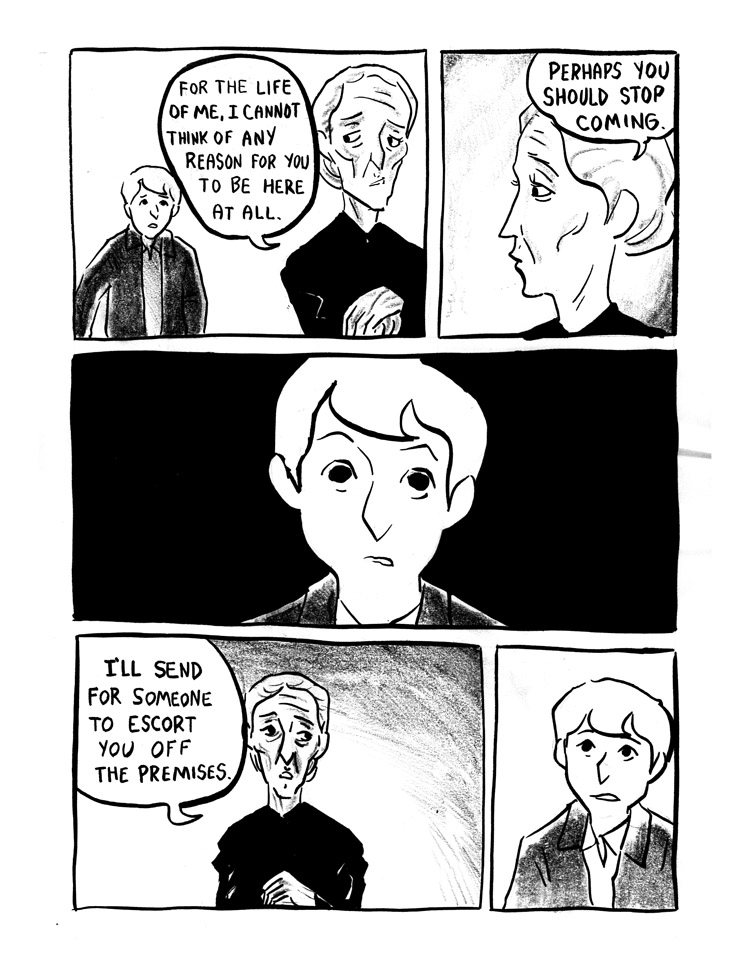 FOR THE LIFE
OF ME, I CANNOT
THINK OF ANY
REASON FOR YOU
TO BE HERE
AT ALL.
PERHAPS YOU
SHOULD STOP
COMING.
I'LL SEND
FOR SOMEONE
TO ESCORT
YOU OFF
THE PREMISES.